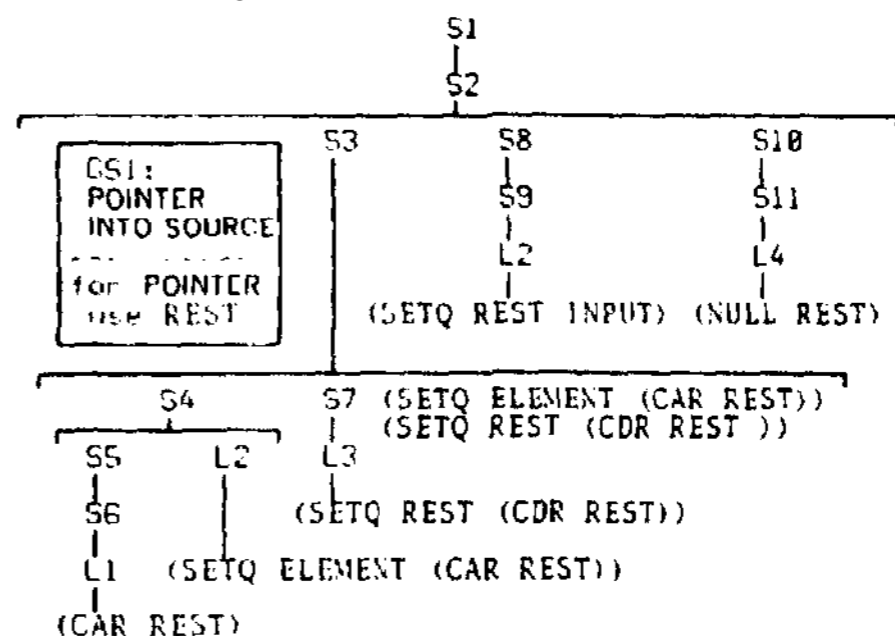 S1
S2
S3 S8 S10
GS1:
POINTER
INTO SOURCE
for POINTER
use REST
S9 S11
L2 L4
(SETQ REST INPUT) (NULL REST)
S4 S7 (SETQ ELEMENT (CAR REST))
(SETQ REST (CDR REST ))
S5 L2 L3
S6 (SETQ REST (CDR REST))
L1 (SETQ ELEMENT (CAR REST))
(CAR REST)